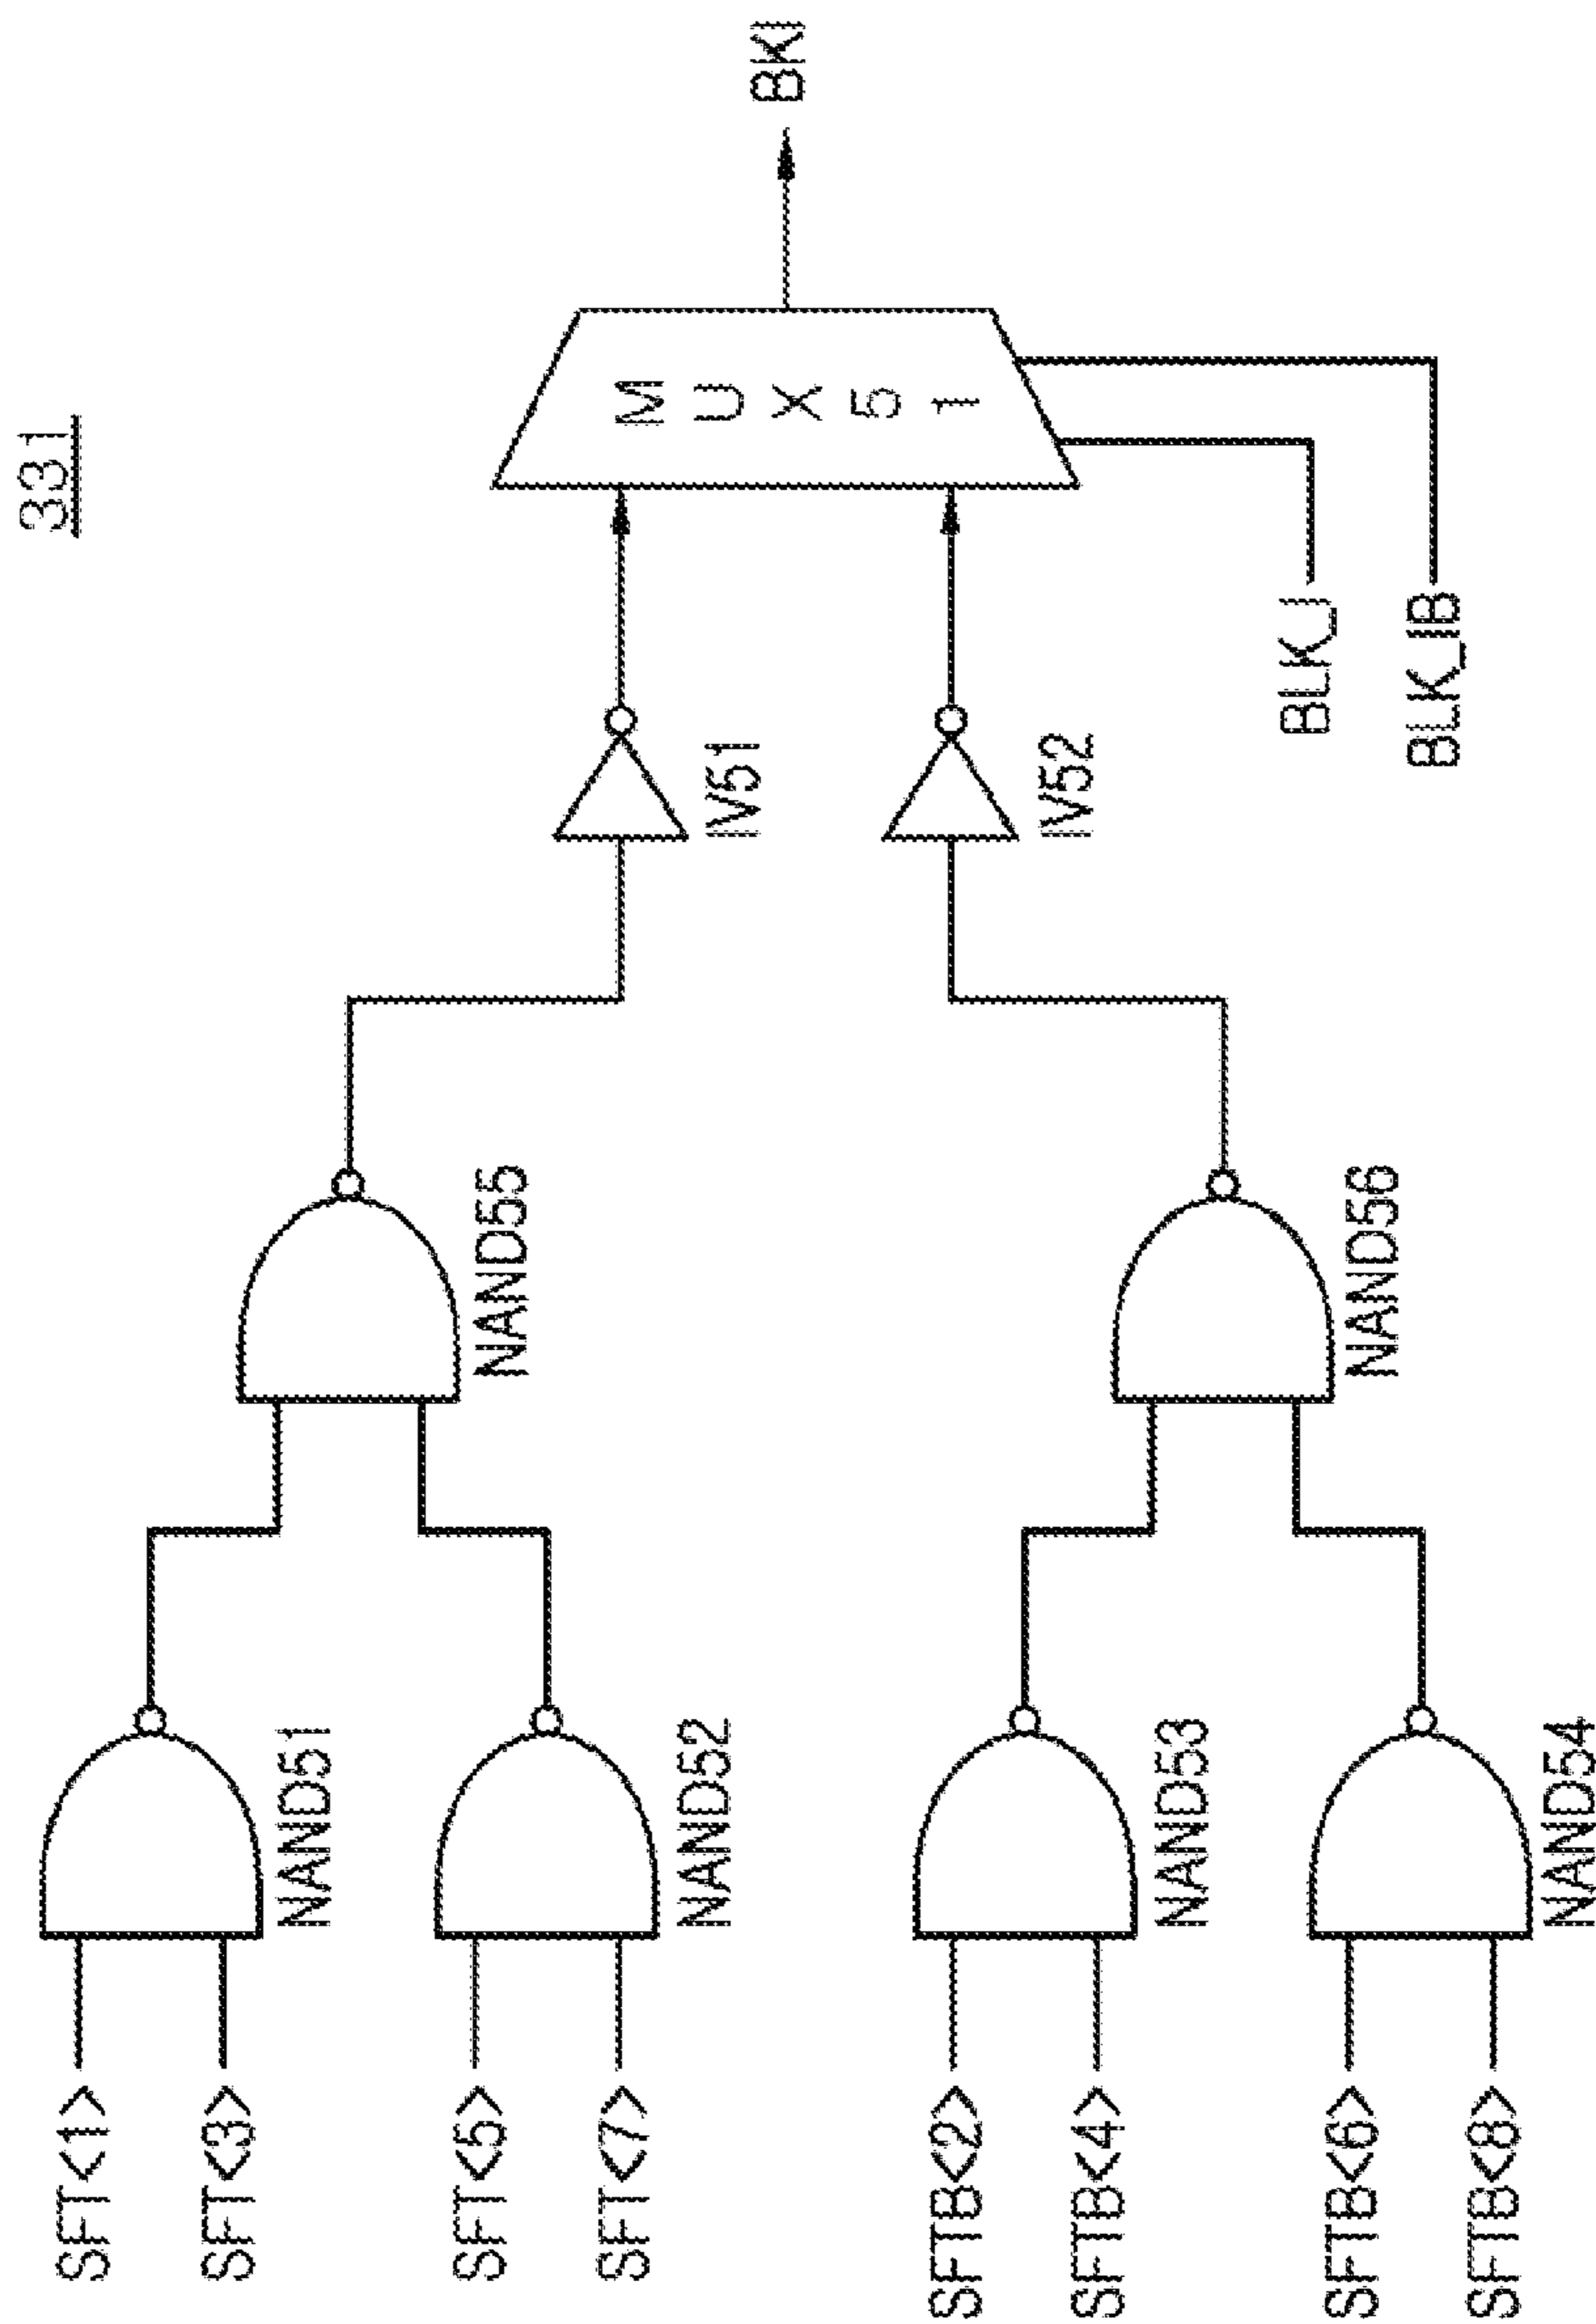 331
SFT<1>
SFT<3>
NAND51
SFT<5>
SFT<7>
NAND52
NAND55
IV51
SFTB<2>
SFTB<4>
NAND53
SFTB<6>
SFTB<8>
NAND54
NAND56
IV52
MUX51
BLK_I
BLK_IB
BKI